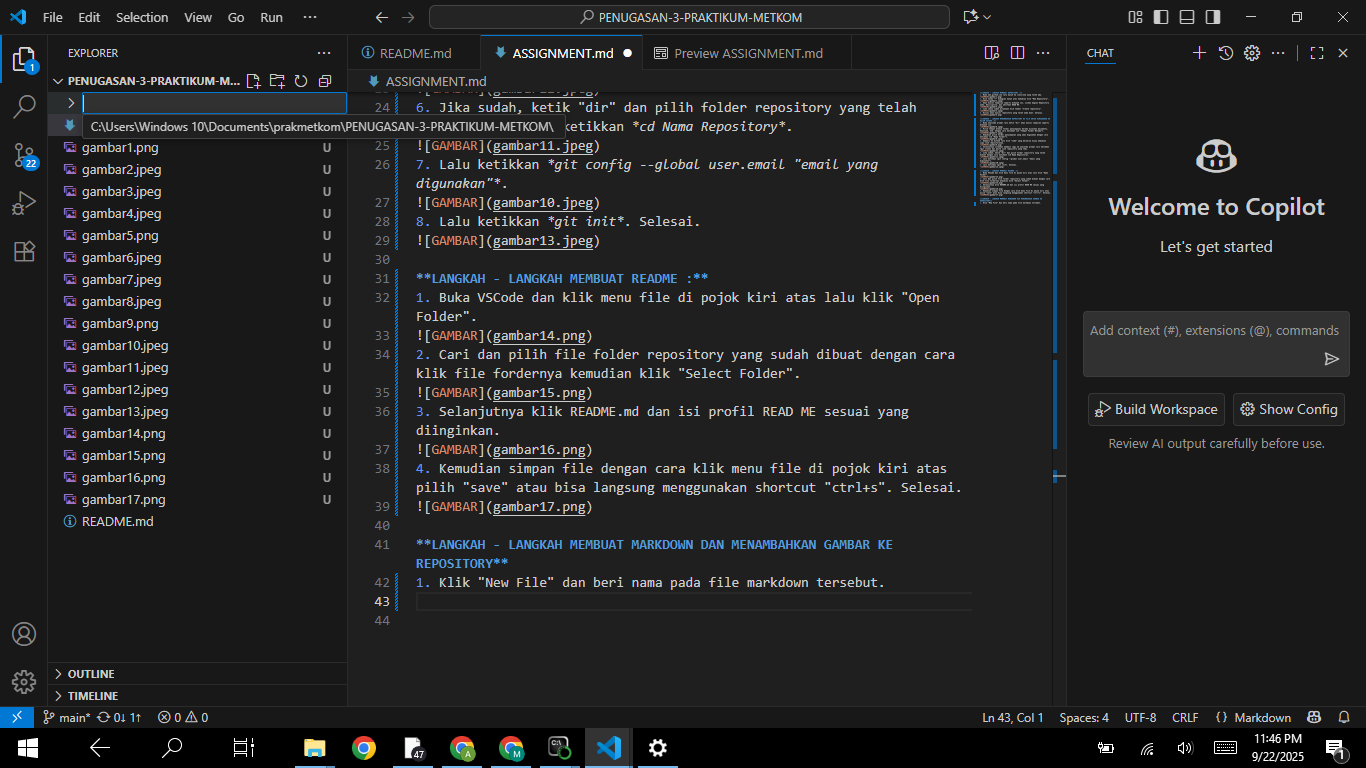 File Edit Selection View Go Run ···
PENUGASAN-3-PRAKTIKUM-METKOM
EXPLORER
README.md
ASSIGNMENT.md
Preview ASSIGNMENT.md
CHAT
PENUGASAN-3-PRAKTIKUM-M...
ASSIGNMENT.md
C:\Users\Windows 10\Documents\prakmetkom\PENUGASAN-3-PRAKTIKUM-METKOM\
gambar1.png U
gambar2.jpeg U
gambar3.jpeg U
gambar4.jpeg U
gambar5.png U
gambar6.jpeg U
gambar7.jpeg U
gambar8.jpeg U
gambar9.png U
gambar10.jpeg U
gambar11.jpeg U
gambar12.jpeg U
gambar13.jpeg U
gambar14.png U
gambar15.png U
gambar16.png U
gambar17.png U
README.md
OUTLINE
TIMELINE
24 6. Jika sudah, ketik "dir" dan pilih folder repository yang telah
ketikkan *cd Nama Repository*.
25 ![GAMBAR](gambar11.jpeg)
26 7. Lalu ketikkan *git config --global user.email "email yang
digunakan"*.
27 ![GAMBAR](gambar10.jpeg)
28 8. Lalu ketikkan *git init*. Selesai.
29 ![GAMBAR](gambar13.jpeg)
30
31 **LANGKAH - LANGKAH MEMBUAT README :**
32 1. Buka VSCode dan klik menu file di pojok kiri atas lalu klik "Open
Folder".
33 ![GAMBAR](gambar14.png)
34 2. Cari dan pilih file folder repository yang sudah dibuat dengan cara
klik file fordernya kemudian klik "Select Folder".
35 ![GAMBAR](gambar15.png)
36 3. Selanjutnya klik README.md dan isi profil READ ME sesuai yang
diinginkan.
37 ![GAMBAR](gambar16.png)
38 4. Kemudian simpan file dengan cara klik menu file di pojok kiri atas
pilih "save" atau bisa langsung menggunakan shortcut "ctrl+s". Selesai.
39 ![GAMBAR](gambar17.png)
40
41 **LANGKAH - LANGKAH MEMBUAT MARKDOWN DAN MENAMBAHKAN GAMBAR KE
REPOSITORY**
42 1. Klik "New File" dan beri nama pada file markdown tersebut.
43
44
Welcome to Copilot
Let's get started
Add context (#), extensions (@), commands
Build Workspace
Show Config
Review AI output carefully before use.
1
22
main* 0↓ 1↑ 0 0
Ln 43, Col 1 Spaces: 4 UTF-8 CRLF {} Markdown
47
A
M
11:46 PM
9/22/2025
1